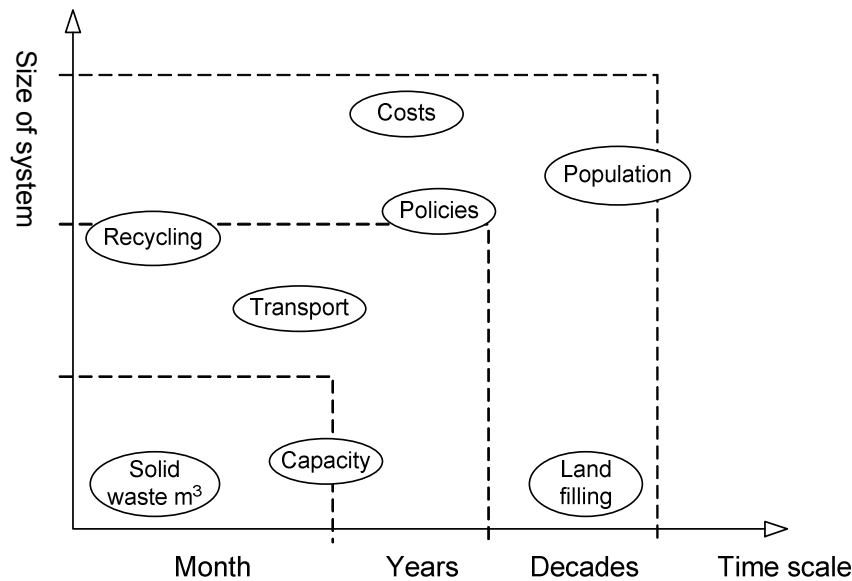 Size of system
Costs
Population
Policies
Recycling
Transport
Capacity
Solid
waste m³
Land
filling
Month
Years
Decades
Time scale